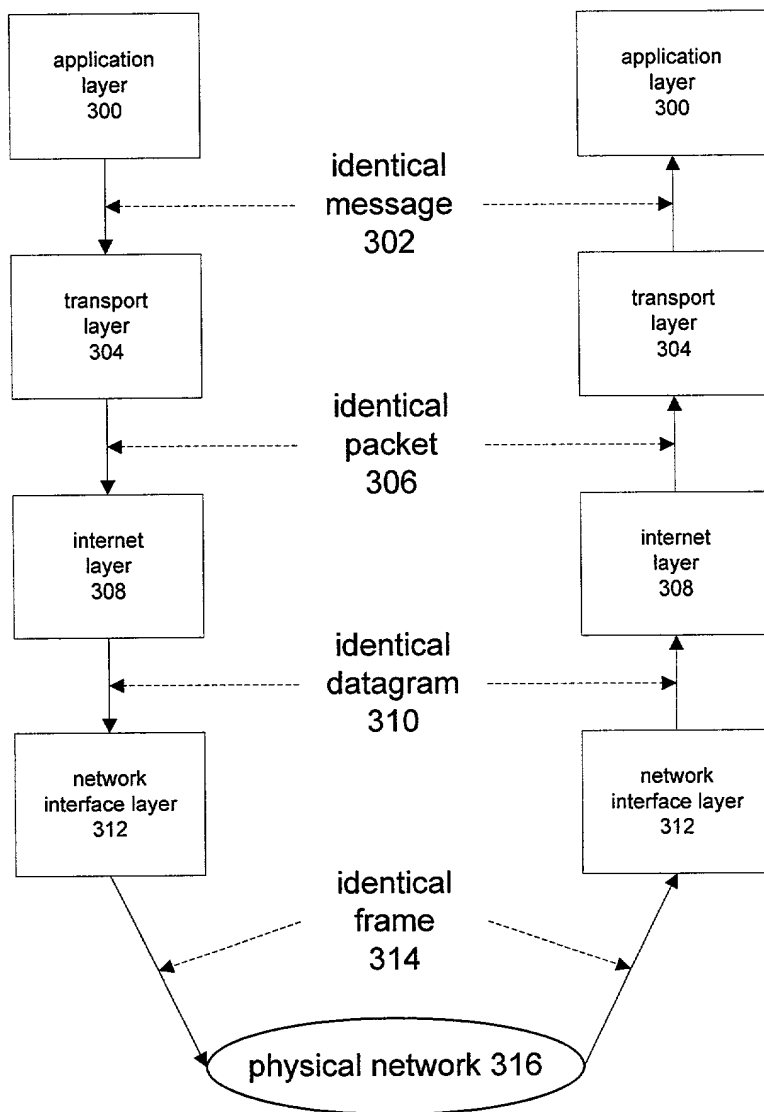 application
layer
300
application
layer
300
identical
message
302
transport
layer
304
transport
layer
304
identical
packet
306
internet
layer
308
internet
layer
308
identical
datagram
310
network
interface layer
312
network
interface layer
312
identical
frame
314
physical network 316